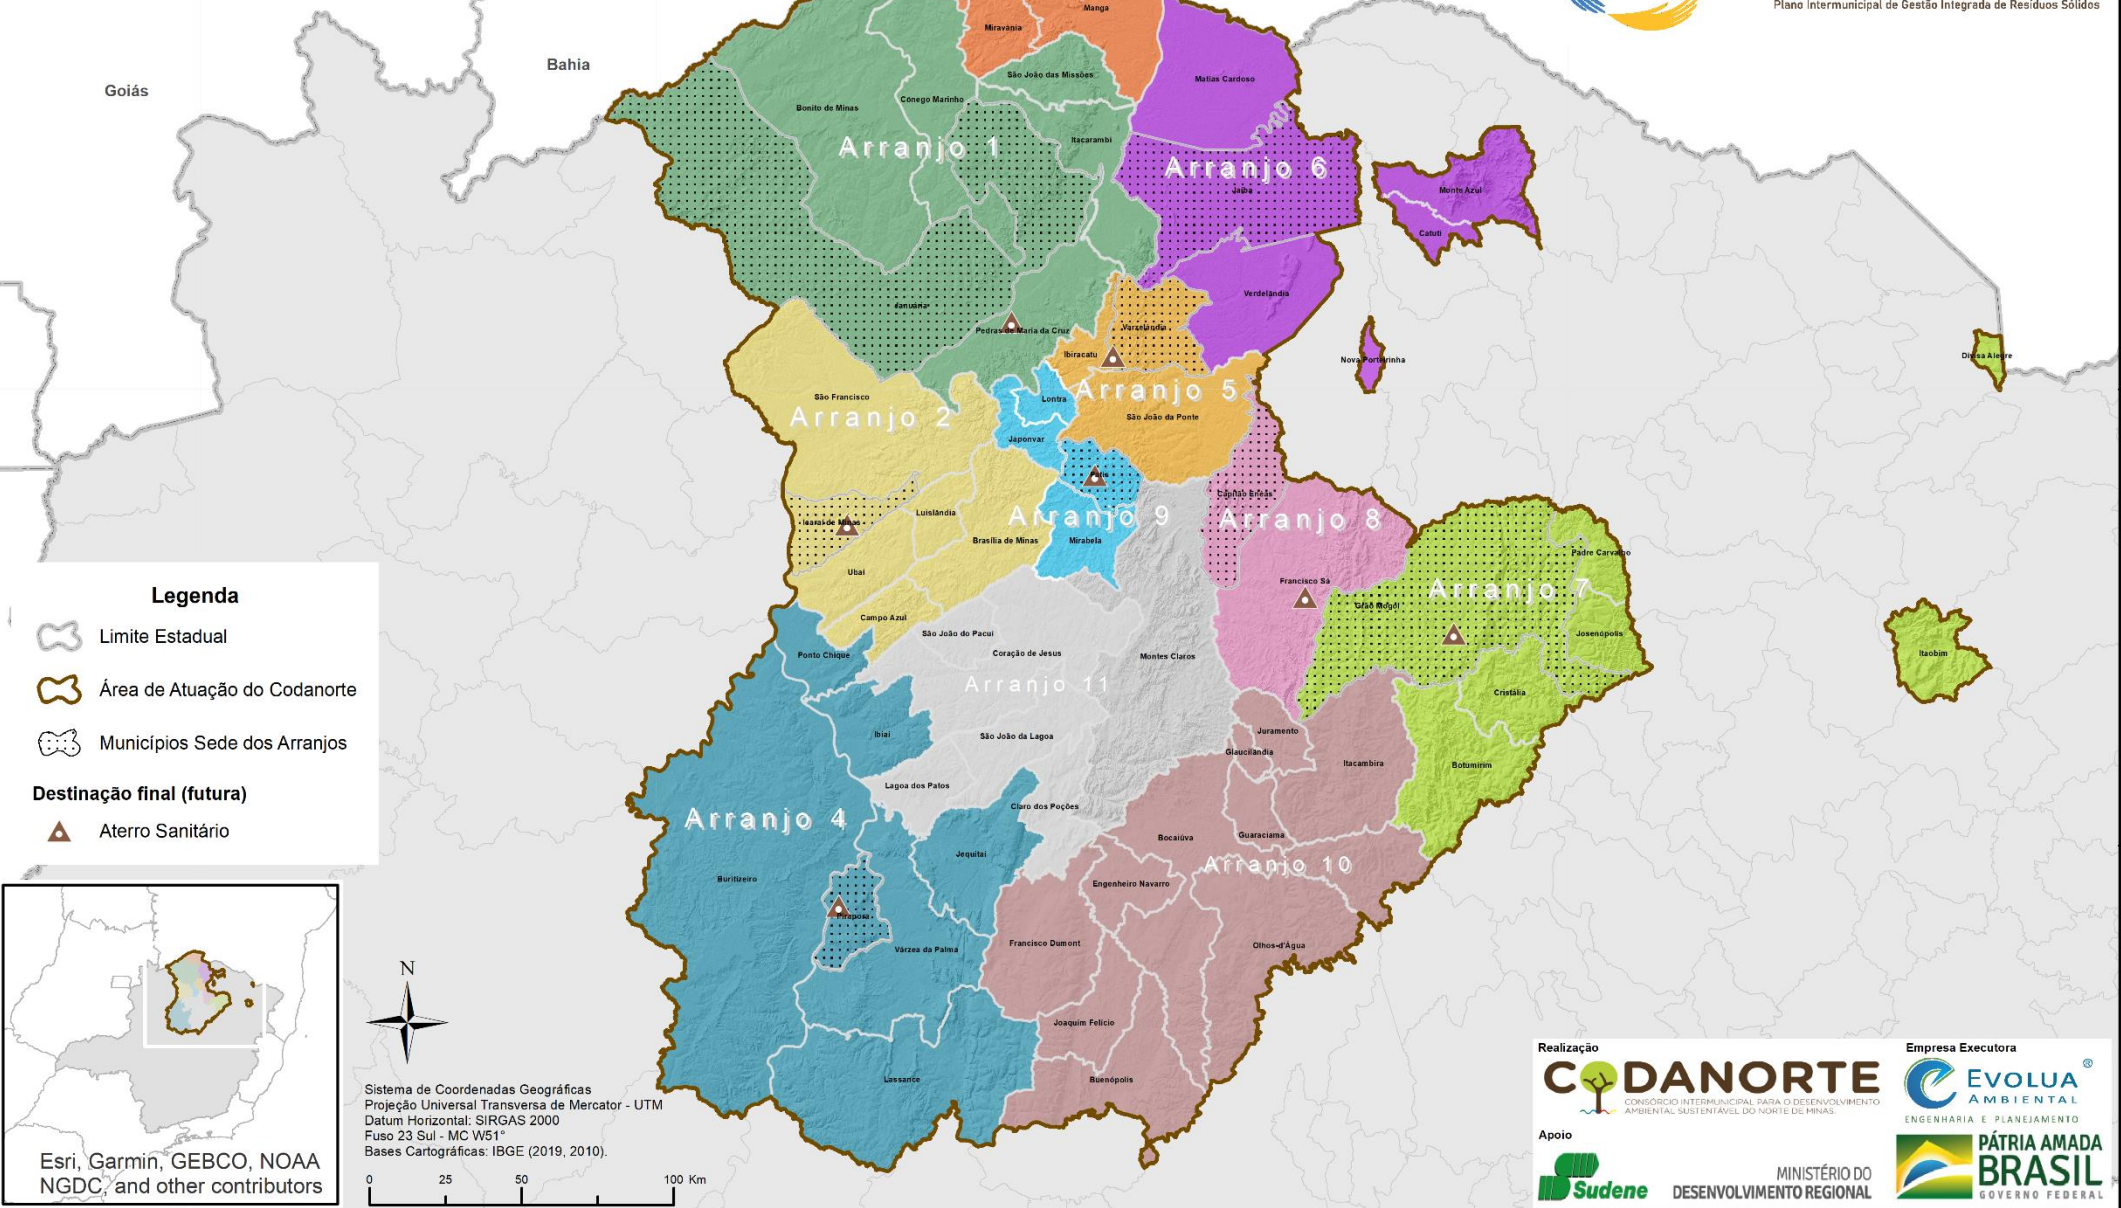 Plano Intermunicipal de Gestão Integrada de Resíduos Sólidos
Manga
Miravânia
Bahia
Goiás
São João das Missões
Matias Cardoso
Cônego Marinho
Bonito de Minas
Itacarambi
Arranjo 1
Arranjo 6
Jaíba
Monte Azul
Catuti
Verdelândia
Januária
Pedras de Maria da Cruz
Varzelândia
Ibiracatu
Nova Porteirinha
Divisa Alegre
Arranjo 5
São Francisco
Lontra
Arranjo 2
São João da Ponte
Japonvar
Patis
Capitão Enéas
Icaraí de Minas
Luislândia
Arranjo 9
Arranjo 8
Brasília de Minas
Mirabela
Padre Carvalho
Ubaí
Francisco Sá
Arranjo 7
Grão Mogol
Campo Azul
São João do Pacuí
Josenópolis
Ponto Chique
Coração de Jesus
Montes Claros
Itaobim
Arranjo 11
Cristália
Ibiaí
São João da Lagoa
Juramento
Glaucilândia
Itacambira
Botumirim
Lagoa dos Patos
Claro dos Poções
Arranjo 4
Bocaiúva
Guaraciama
Jequitaí
Arranjo 10
Buritizeiro
Engenheiro Navarro
Pirapora
Francisco Dumont
Olhos-d'Água
Várzea da Palma
Joaquim Felício
Lassance
Buenópolis
Legenda
Limite Estadual
Área de Atuação do Codanorte
Municípios Sede dos Arranjos
Destinação final (futura)
Aterro Sanitário
Esri, Garmin, GEBCO, NOAA
NGDC, and other contributors
N
Sistema de Coordenadas Geográficas
Projeção Universal Transversa de Mercator - UTM
Datum Horizontal: SIRGAS 2000
Fuso 23 Sul - MC W51°
Bases Cartográficas: IBGE (2019, 2010).
0 25 50 100 Km
Realização
CODANORTE
CONSÓRCIO INTERMUNICIPAL PARA O DESENVOLVIMENTO
AMBIENTAL SUSTENTÁVEL DO NORTE DE MINAS
Empresa Executora
EVOLUA ®
AMBIENTAL
ENGENHARIA E PLANEJAMENTO
Apoio
Sudene
MINISTÉRIO DO
DESENVOLVIMENTO REGIONAL
PÁTRIA AMADA
BRASIL
GOVERNO FEDERAL